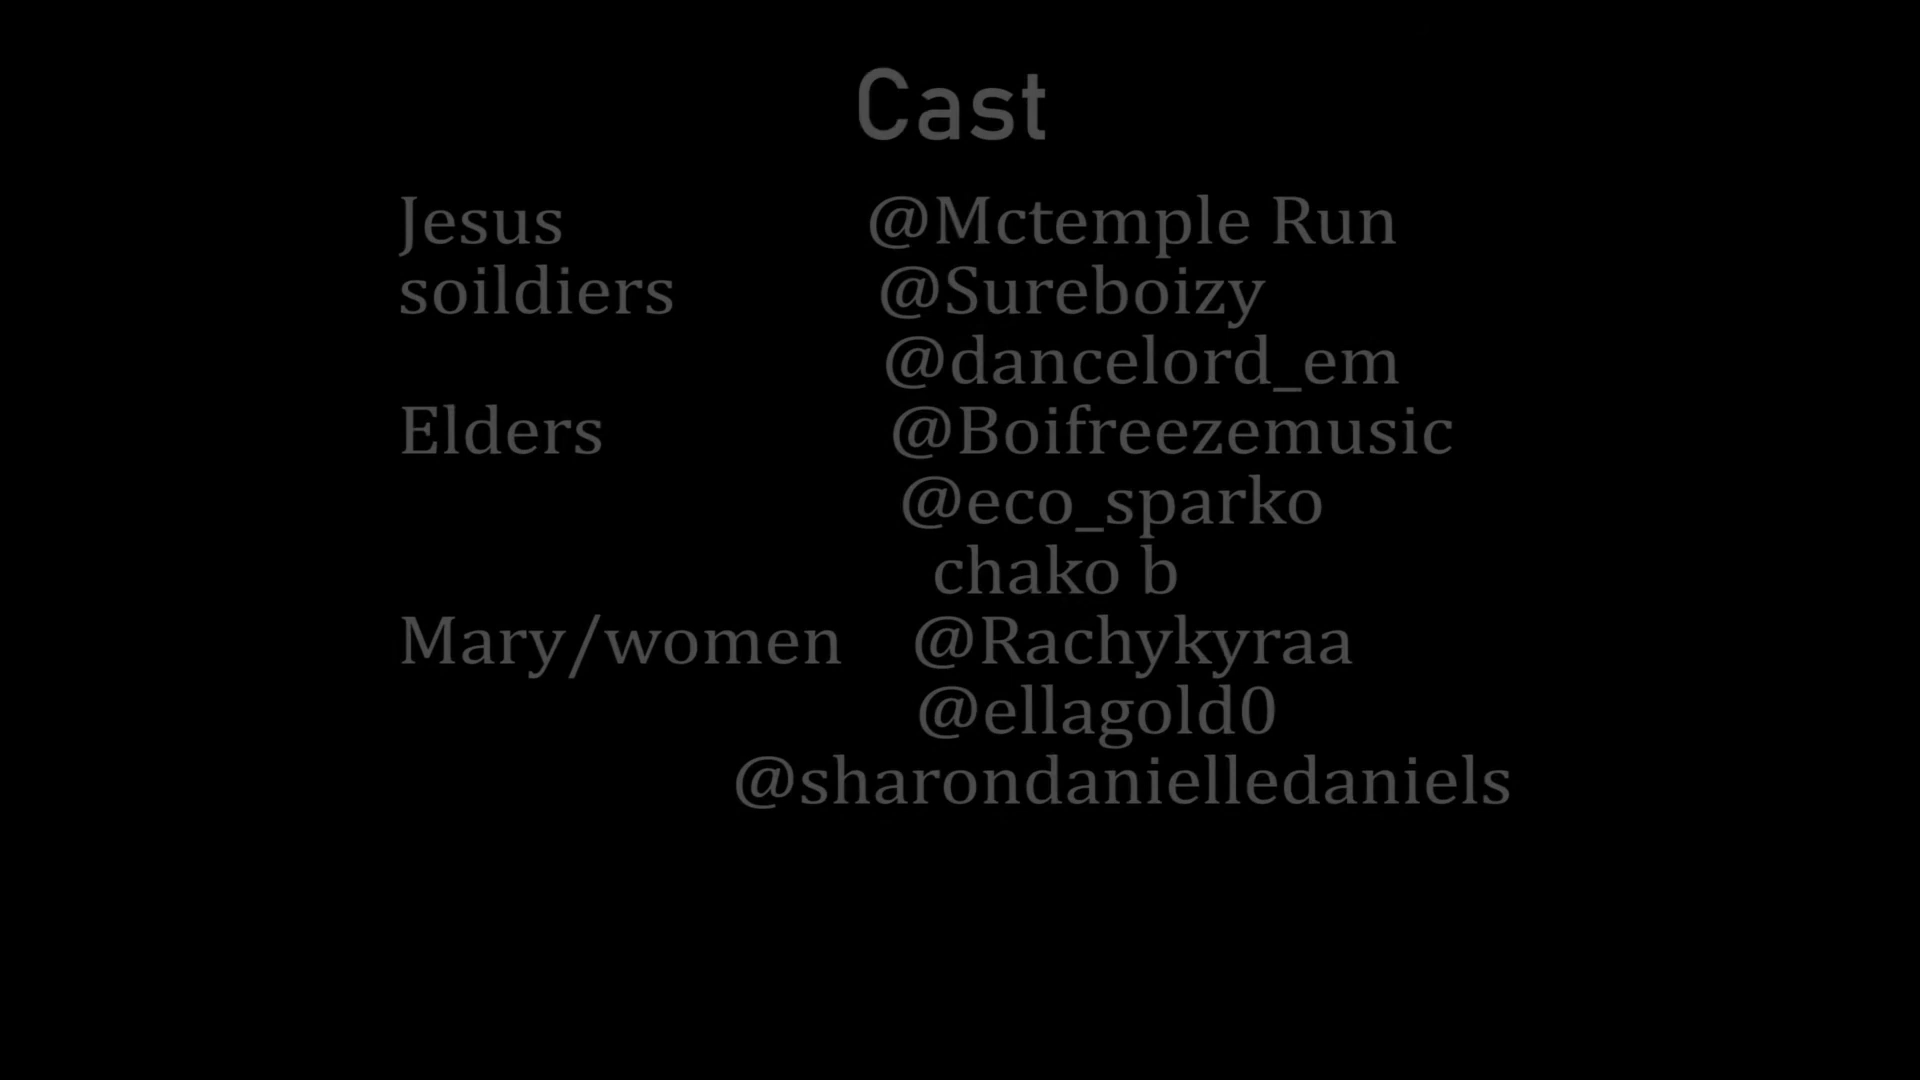 Cast
Jesus @Mctemple Run
soildiers @Sureboizy
@dancelord_em
Elders @Boifreezemusic
@eco_sparko
chako b
Mary/women @Rachykyraa
@ellagold0
@sharondanielledaniels